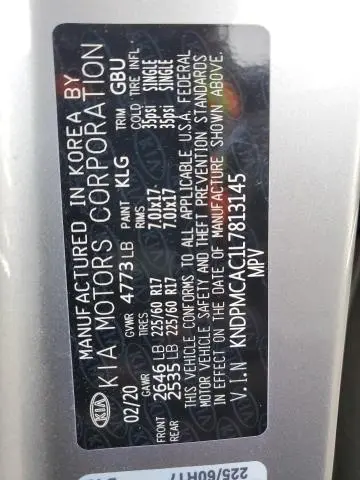 MANUFACTURED IN KOREA BY
KIA KIA MOTORS CORPORATION
02/20 GVWR 4773 LB PAINT KLG TRIM GBU
GAWR TIRES RIMS COLD TIRE INFL
FRONT 2646 LB 225/60 R17 7.0Jx17 35psi SINGLE
REAR 2535 LB 225/60 R17 7.0Jx17 35psi SINGLE
THIS VEHICLE CONFORMS TO ALL APPLICABLE U.S.A. FEDERAL
MOTOR VEHICLE SAFETY AND THEFT PREVENTION STANDARDS
IN EFFECT ON THE DATE OF MANUFACTURE SHOWN ABOVE.
V.I.N KNDPMCAC1L7813145
MPV
225/60R17